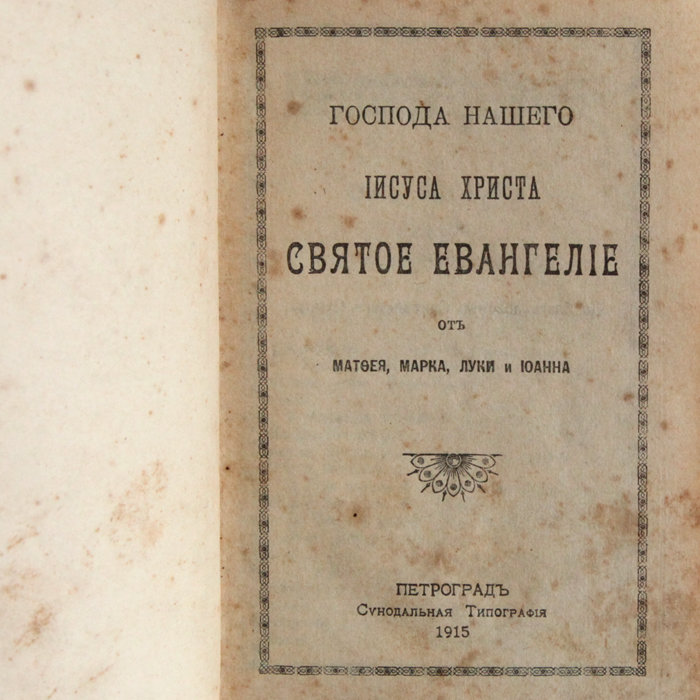 ГОСПОДА НАШЕГО
ІИСУСА ХРИСТА
СВЯТОЕ ЕВАНГЕЛІЕ
отъ
МАТѲЕЯ, МАРКА, ЛУКИ и ІОАННА
ПЕТРОГРАДЪ
Сѵнодальная Типографія
1915